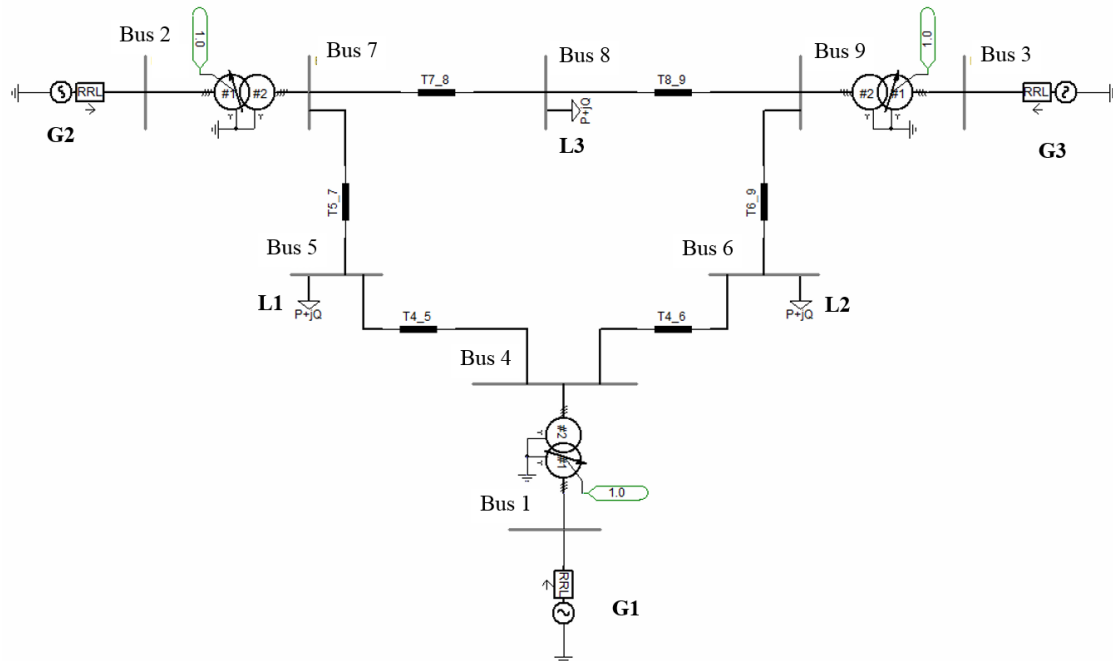 Bus 2
1.0
Bus 7
Bus 8
Bus 9
1.0
Bus 3
RRL
#1
#2
T7_8
T8_9
#2
#1
RRL
G2
P+jQ
L3
G3
T5_7
T6_9
Bus 5
Bus 6
L1
P+jQ
P+jQ
L2
T4_5
T4_6
Bus 4
#2
#1
1.0
Bus 1
RRL
G1